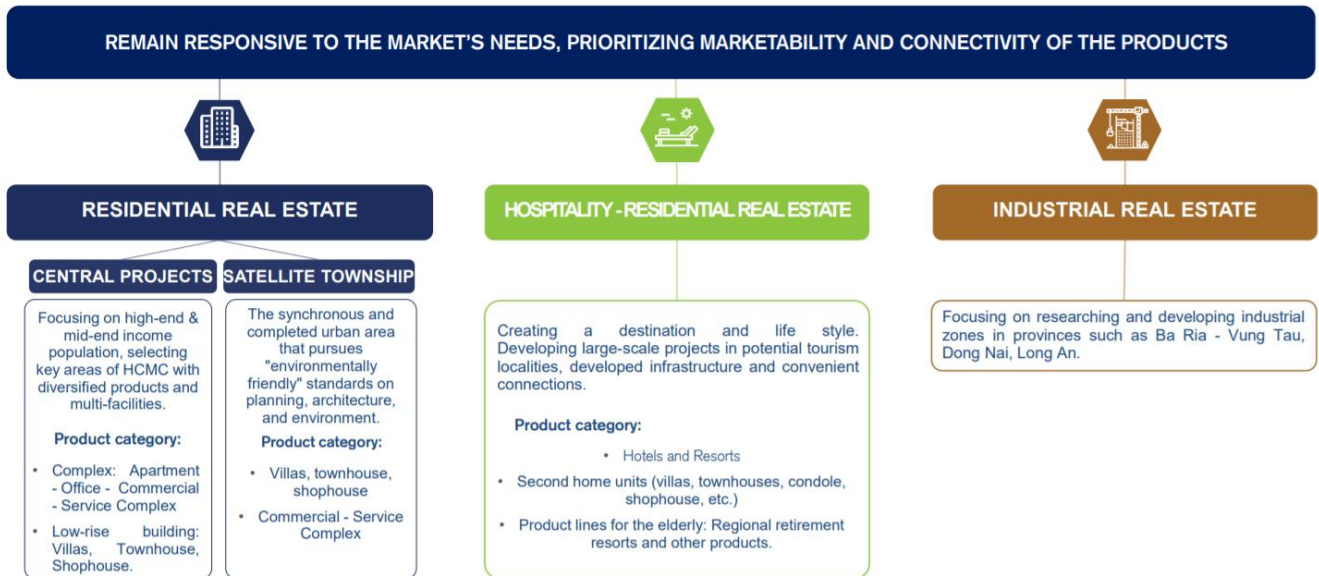 REMAIN RESPONSIVE TO THE MARKET'S NEEDS, PRIORITIZING MARKETABILITY AND CONNECTIVITY OF THE PRODUCTS
RESIDENTIAL REAL ESTATE
CENTRAL PROJECTS
Focusing on high-end &
mid-end income
population, selecting
key areas of HCMC with
diversified products and
multi-facilities.
Product category:
• Complex: Apartment
- Office - Commercial
- Service Complex
• Low-rise building:
Villas, Townhouse,
Shophouse.
SATELLITE TOWNSHIP
The synchronous and
completed urban area
that pursues
"environmentally
friendly" standards on
planning, architecture,
and environment.
Product category:
• Villas, townhouse,
shophouse
• Commercial - Service
Complex
HOSPITALITY - RESIDENTIAL REAL ESTATE
Creating a destination and life style.
Developing large-scale projects in potential tourism
localities, developed infrastructure and convenient
connections.
Product category:
• Hotels and Resorts
• Second home units (villas, townhouses, condole,
shophouse, etc.)
• Product lines for the elderly: Regional retirement
resorts and other products.
INDUSTRIAL REAL ESTATE
Focusing on researching and developing industrial
zones in provinces such as Ba Ria - Vung Tau,
Dong Nai, Long An.